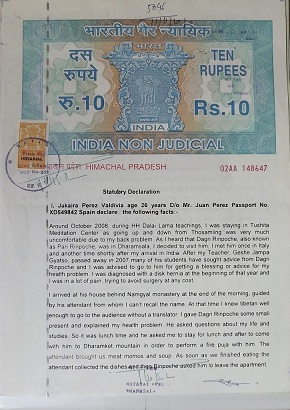 5396
भारतीय गैर न्यायिक
दस
रुपये
रु.10
भारत
INDIA
TEN
RUPEES
Rs.10
INDIA NON JUDICIAL
प्रदेश HIMACHAL PRADESH
02AA 148647
NOTARIAL
Statutory Declaration
I, Jakaira Perez Valdivia age 26 years D/o Mr. Juan Perez Passport No.
XD549842 Spain declare the following facts:-
Around October 2006, during HH Dalai Lama teachings, I was staying in Tushita
Meditation Center as going up and down from Thosamling was very much
uncomfortable due to my back problem. As I heard that Dagri Rinpoche, also known
as Pari Rinpoche, was in Dharamsala, I decided to visit. I met him once in Italy
and another time shortly after my arrival in India. After my Teacher, Geshe Jampa
Gyatso, passed away in 2007 many of his students have sought advice from Dagri
Rinpoche and I was advised to go to him for getting a blessing or advice for my
health problem. I was diagnosed with a disk hernia at the beginning of that year and
I was in a lot of pain, trying to avoid surgery at any cost
I arrived at his house behind Namgyal monastery at the end of the morning, guided
by his attendant from whom I can't recall the name. At that time I knew tibetan well
enough to go to the audience without a translator. I gave Dagri Rinpoche some small
present and explained my health problem. He asked questions about my life and
studies. So it was lunch time and he asked me to stay for lunch and after to come
with him to Dharamkot mountain in order to perform a fire puja with him. The
attendant brought us meat momos and soup. As soon as we finished eating the
attendant collected the dishes and then Rinpoche asked him to leave the apartment.